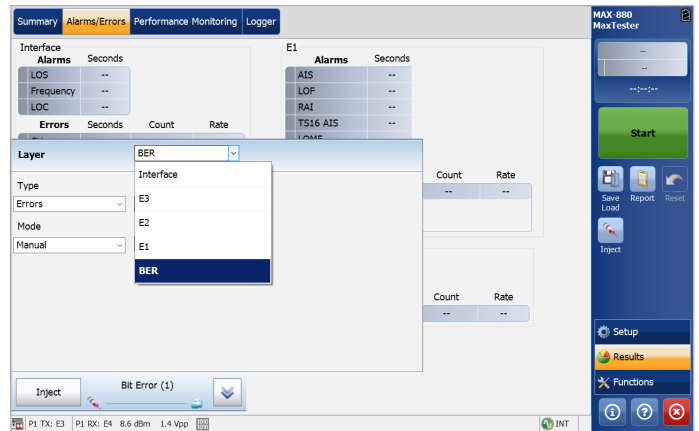 Summary Alarms/Errors Performance Monitoring Logger
MAX-880
MaxTester
Interface
Alarms Seconds
LOS --
Frequency --
LOC --
Errors Seconds Count Rate
E1
Alarms Seconds
AIS --
LOF --
RAI --
TS16 AIS --
Layer BER
Interface
E3
E2
E1
BER
Type
Errors
Mode
Manual
Count Rate
-- --
Count Rate
-- --
Inject Bit Error (1)
--
--
--:--:--
Start
Save
Load
Report
Reset
Inject
Setup
Results
Functions
P1 TX: E3 P1 RX: E4 8.6 dBm 1.4 Vpp 1010
1010
INT